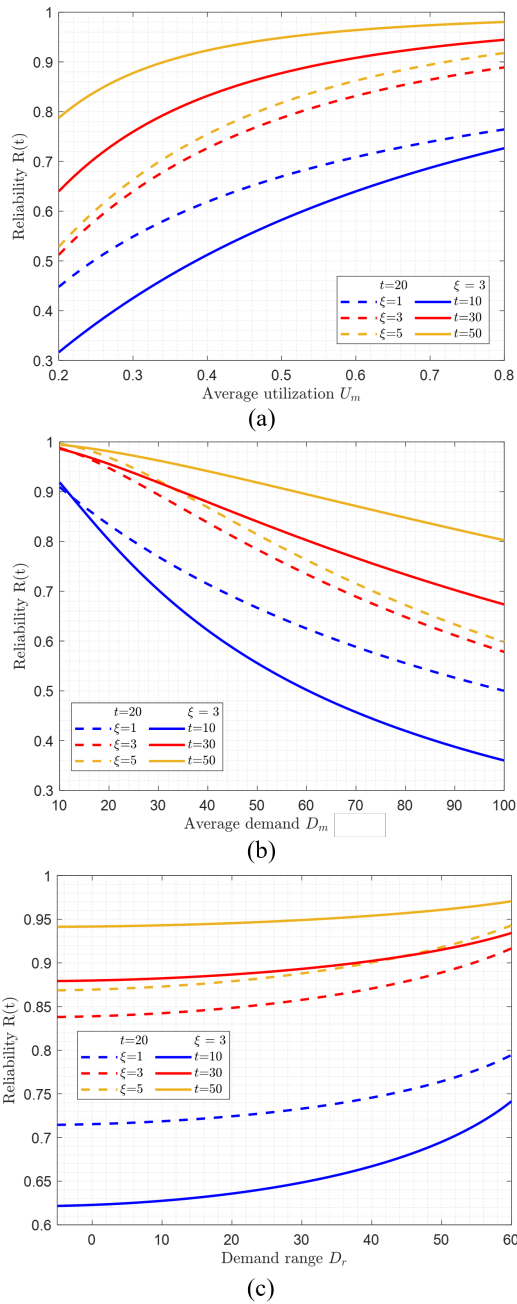 1
0.9
0.8
0.7
0.6
0.5
0.4
0.3
Reliability R(t)
t=20 ξ = 3
ξ=1 t=10
ξ=3 t=30
ξ=5 t=50
0.2 0.3 0.4 0.5 0.6 0.7 0.8
Average utilization Um
(a)
1
0.9
0.8
0.7
0.6
0.5
0.4
0.3
Reliability R(t)
t=20 ξ = 3
ξ=1 t=10
ξ=3 t=30
ξ=5 t=50
10 20 30 40 50 60 70 80 90 100
Average demand Dm
(b)
1
0.95
0.9
0.85
0.8
0.75
0.7
0.65
0.6
Reliability R(t)
t=20 ξ = 3
ξ=1 t=10
ξ=3 t=30
ξ=5 t=50
0 10 20 30 40 50 60
Demand range Dr
(c)